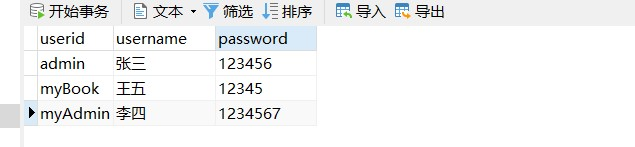 开始事务 文本 筛选 排序 导入 导出
userid username password
admin 张三 123456
myBook 王五 12345
myAdmin 李四 1234567